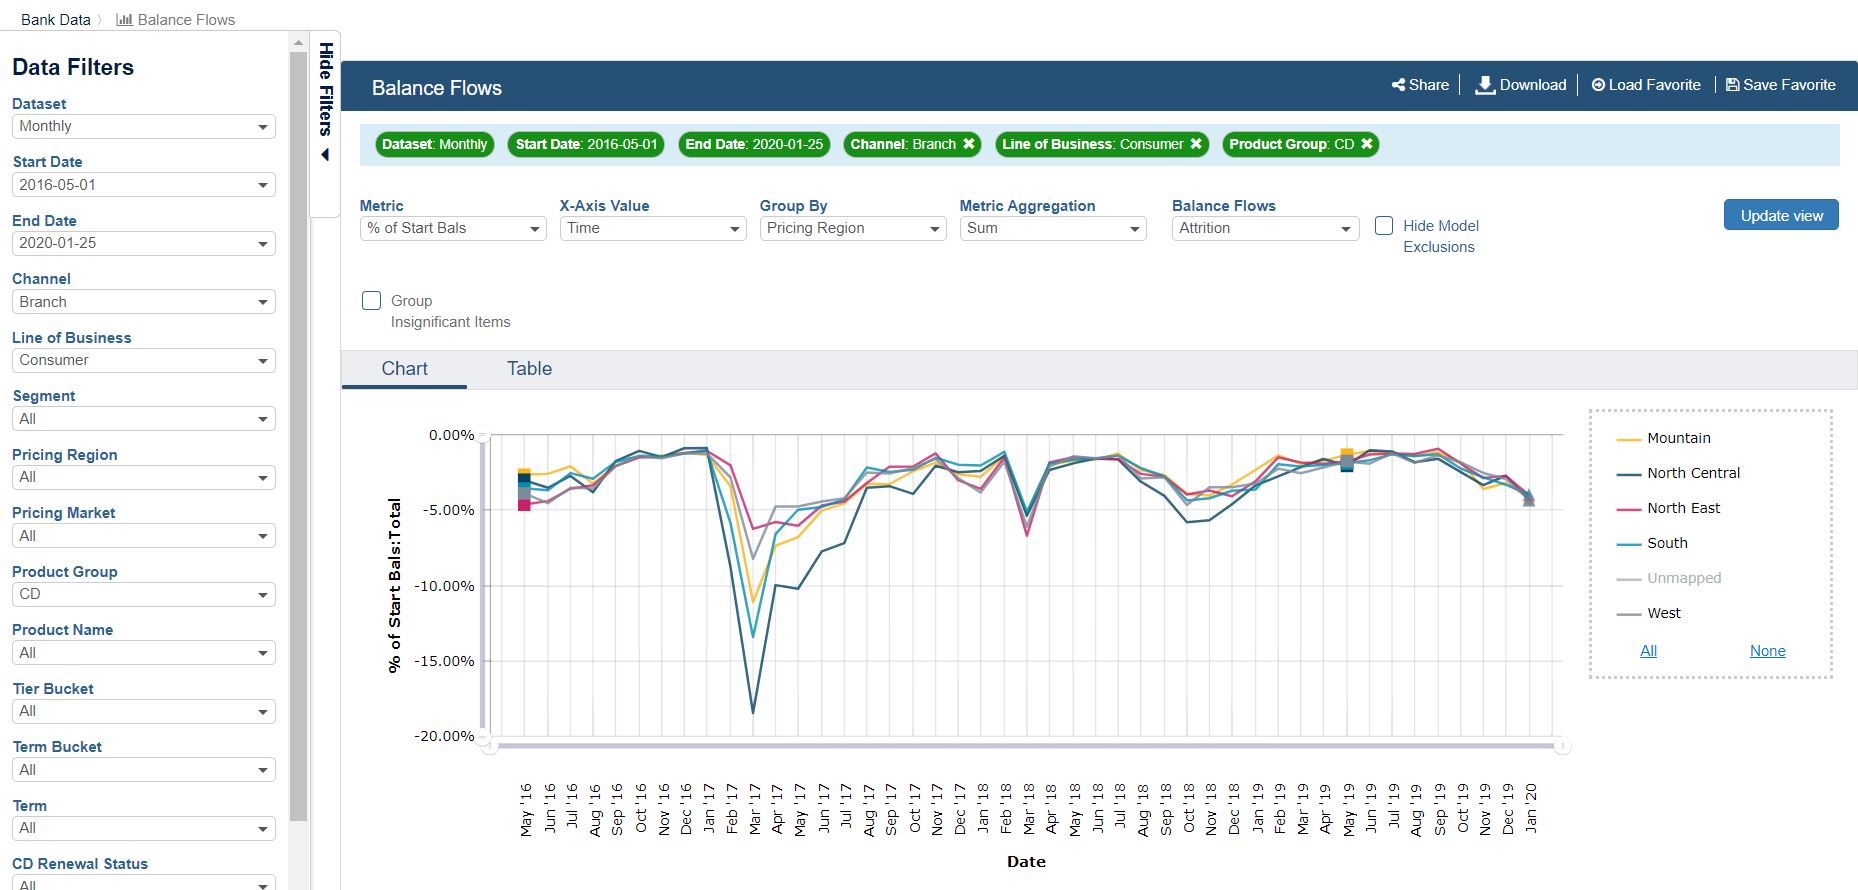 Bank Data 〉 Balance Flows
Data Filters
Dataset
Monthly
Start Date
2016-05-01
End Date
2020-01-25
Channel
Branch
Line of Business
Consumer
Segment
All
Pricing Region
All
Pricing Market
All
Product Group
CD
Product Name
All
Tier Bucket
All
Term Bucket
All
Term
All
CD Renewal Status
All
Hide Filters
Balance Flows
Share
Download
Load Favorite
Save Favorite
Dataset: Monthly
Start Date: 2016-05-01
End Date: 2020-01-25
Channel: Branch ✖
Line of Business: Consumer ✖
Product Group: CD ✖
Metric
% of Start Bals
X-Axis Value
Time
Group By
Pricing Region
Metric Aggregation
Sum
Balance Flows
Attrition
Hide Model
Exclusions
Update view
Group
Insignificant Items
Chart
Table
% of Start Bals:Total
0.00%
-5.00%
-10.00%
-15.00%
-20.00%
May '16
Jun '16
Jul '16
Aug '16
Sep '16
Oct '16
Nov '16
Dec '16
Jan '17
Feb '17
Mar '17
Apr '17
May '17
Jun '17
Jul '17
Aug '17
Sep '17
Oct '17
Nov '17
Dec '17
Jan '18
Feb '18
Mar '18
Apr '18
May '18
Jun '18
Jul '18
Aug '18
Sep '18
Oct '18
Nov '18
Dec '18
Jan '19
Feb '19
Mar '19
Apr '19
May '19
Jun '19
Jul '19
Aug '19
Sep '19
Oct '19
Nov '19
Dec '19
Jan '20
Date
Mountain
North Central
North East
South
Unmapped
West
All
None